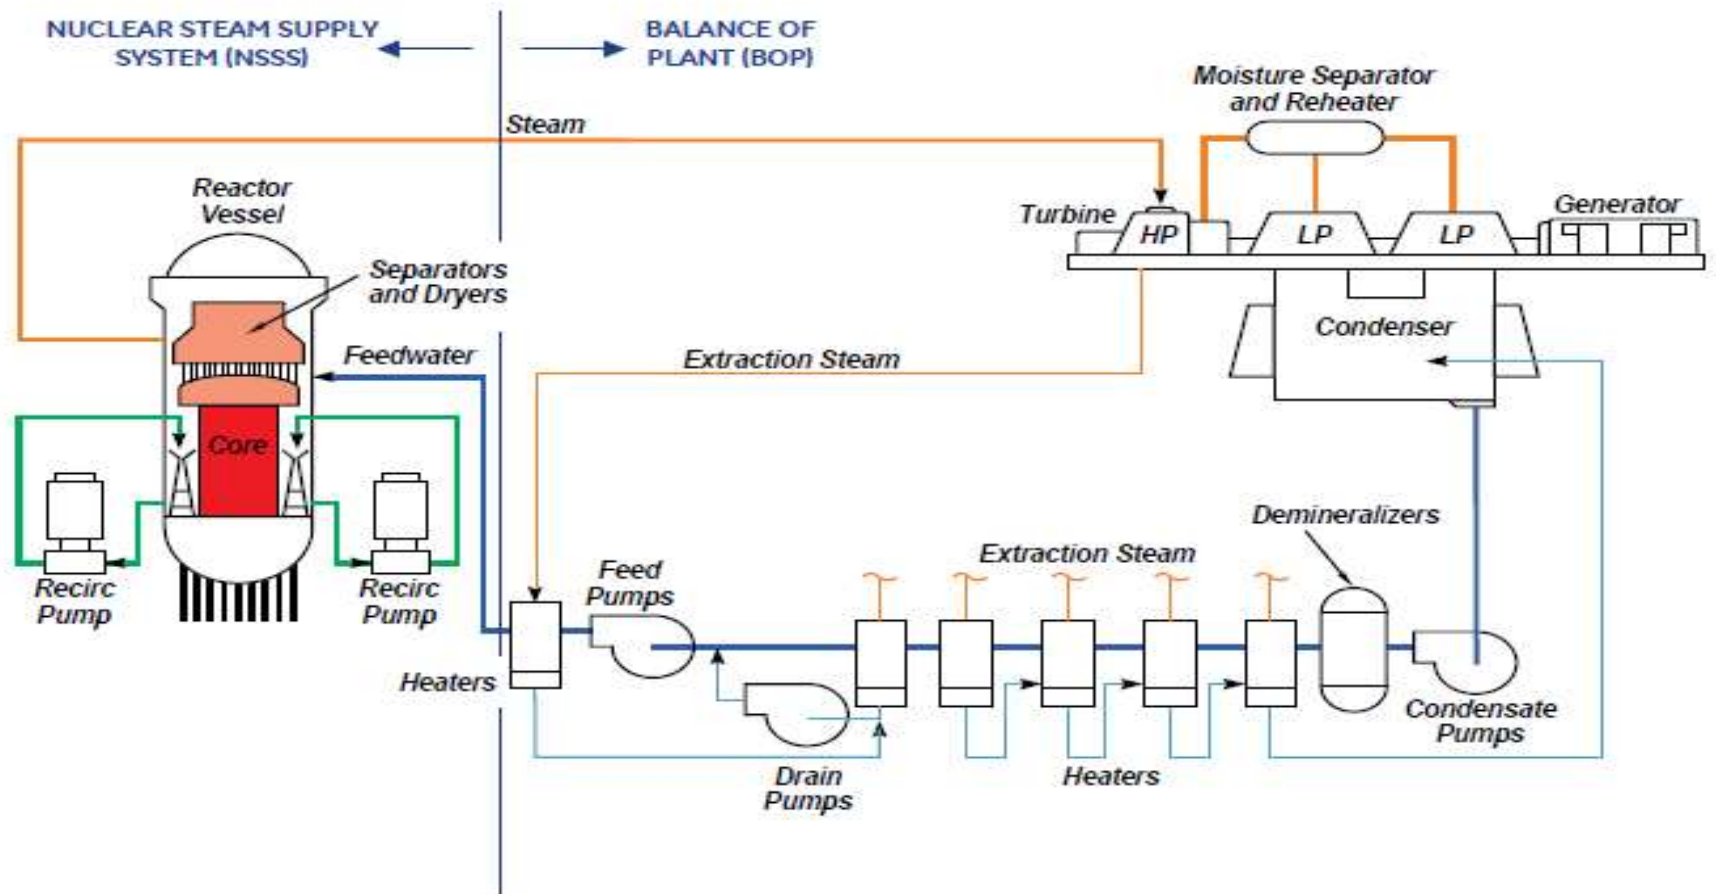 NUCLEAR STEAM SUPPLY
SYSTEM (NSSS)
BALANCE OF
PLANT (BOP)
Moisture Separator
and Reheater
Steam
Reactor
Vessel
Turbine
HP
LP
LP
Generator
Separators
and Dryers
Condenser
Feedwater
Extraction Steam
Core
Demineralizers
Extraction Steam
Feed
Pumps
Recirc
Pump
Recirc
Pump
Heaters
Condensate
Pumps
Drain
Pumps
Heaters